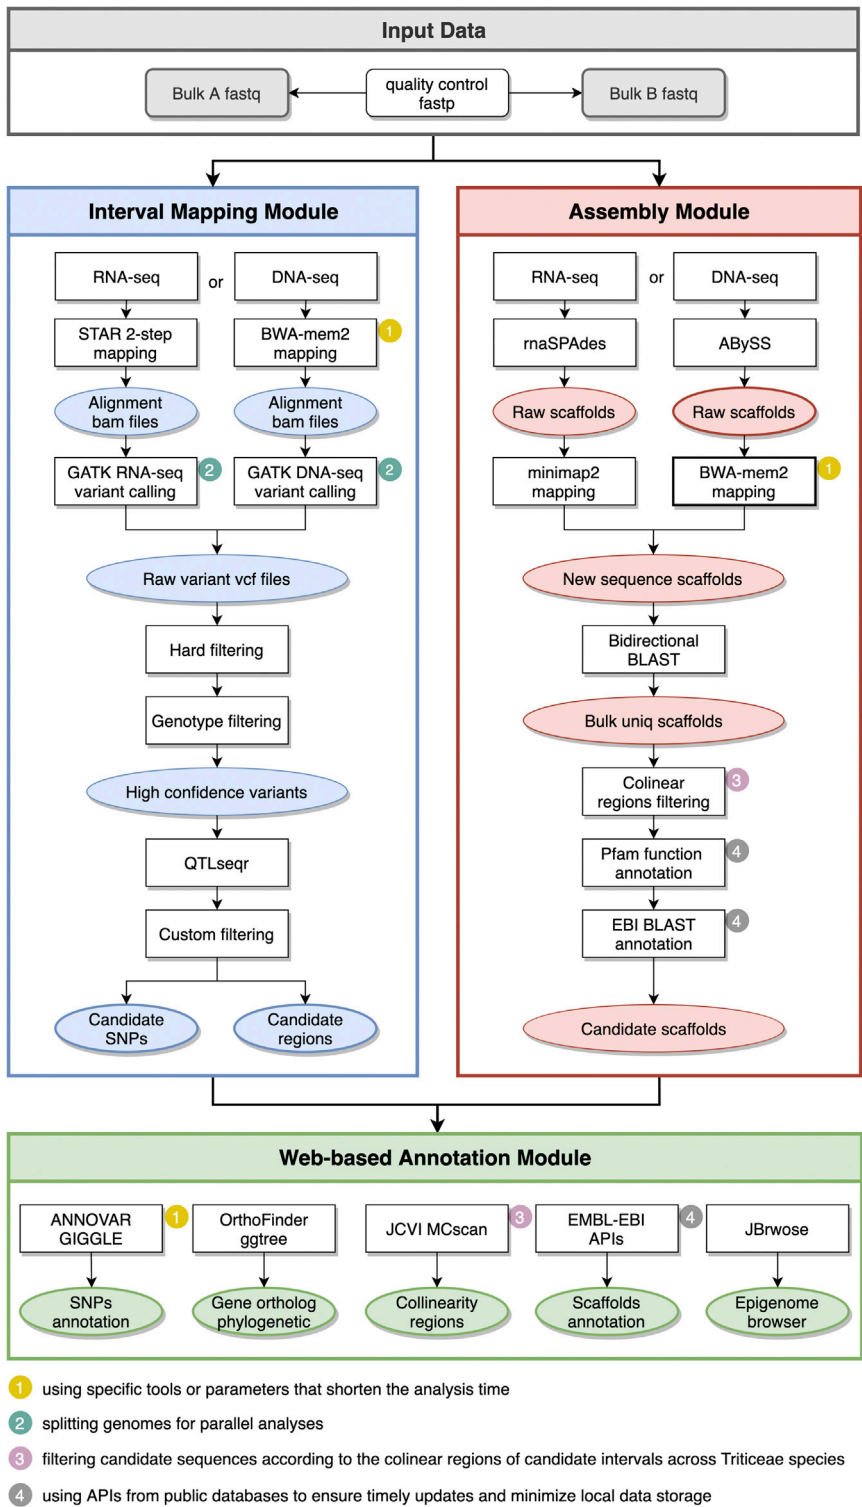 Input Data
Bulk A fastq
quality control
fastp
Bulk B fastq
Interval Mapping Module
RNA-seq
or
DNA-seq
STAR 2-step
mapping
BWA-mem2
mapping
1
Alignment
bam files
Alignment
bam files
GATK RNA-seq
variant calling
2
GATK DNA-seq
variant calling
2
Raw variant vcf files
Hard filtering
Genotype filtering
High confidence variants
QTLseqr
Custom filtering
Candidate
SNPs
Candidate
regions
Assembly Module
RNA-seq
or
DNA-seq
rnaSPAdes
ABySS
Raw scaffolds
Raw scaffolds
minimap2
mapping
BWA-mem2
mapping
1
New sequence scaffolds
Bidirectional
BLAST
Bulk uniq scaffolds
Colinear
regions filtering
3
Pfam function
annotation
4
EBI BLAST
annotation
4
Candidate scaffolds
Web-based Annotation Module
ANNOVAR
GIGGLE
1
OrthoFinder
ggtree
JCVI MCscan
3
EMBL-EBI
APIs
4
JBrwose
SNPs
annotation
Gene ortholog
phylogenetic
Collinearity
regions
Scaffolds
annotation
Epigenome
browser
1 using specific tools or parameters that shorten the analysis time
2 splitting genomes for parallel analyses
3 filtering candidate sequences according to the colinear regions of candidate intervals across Triticeae species
4 using APIs from public databases to ensure timely updates and minimize local data storage